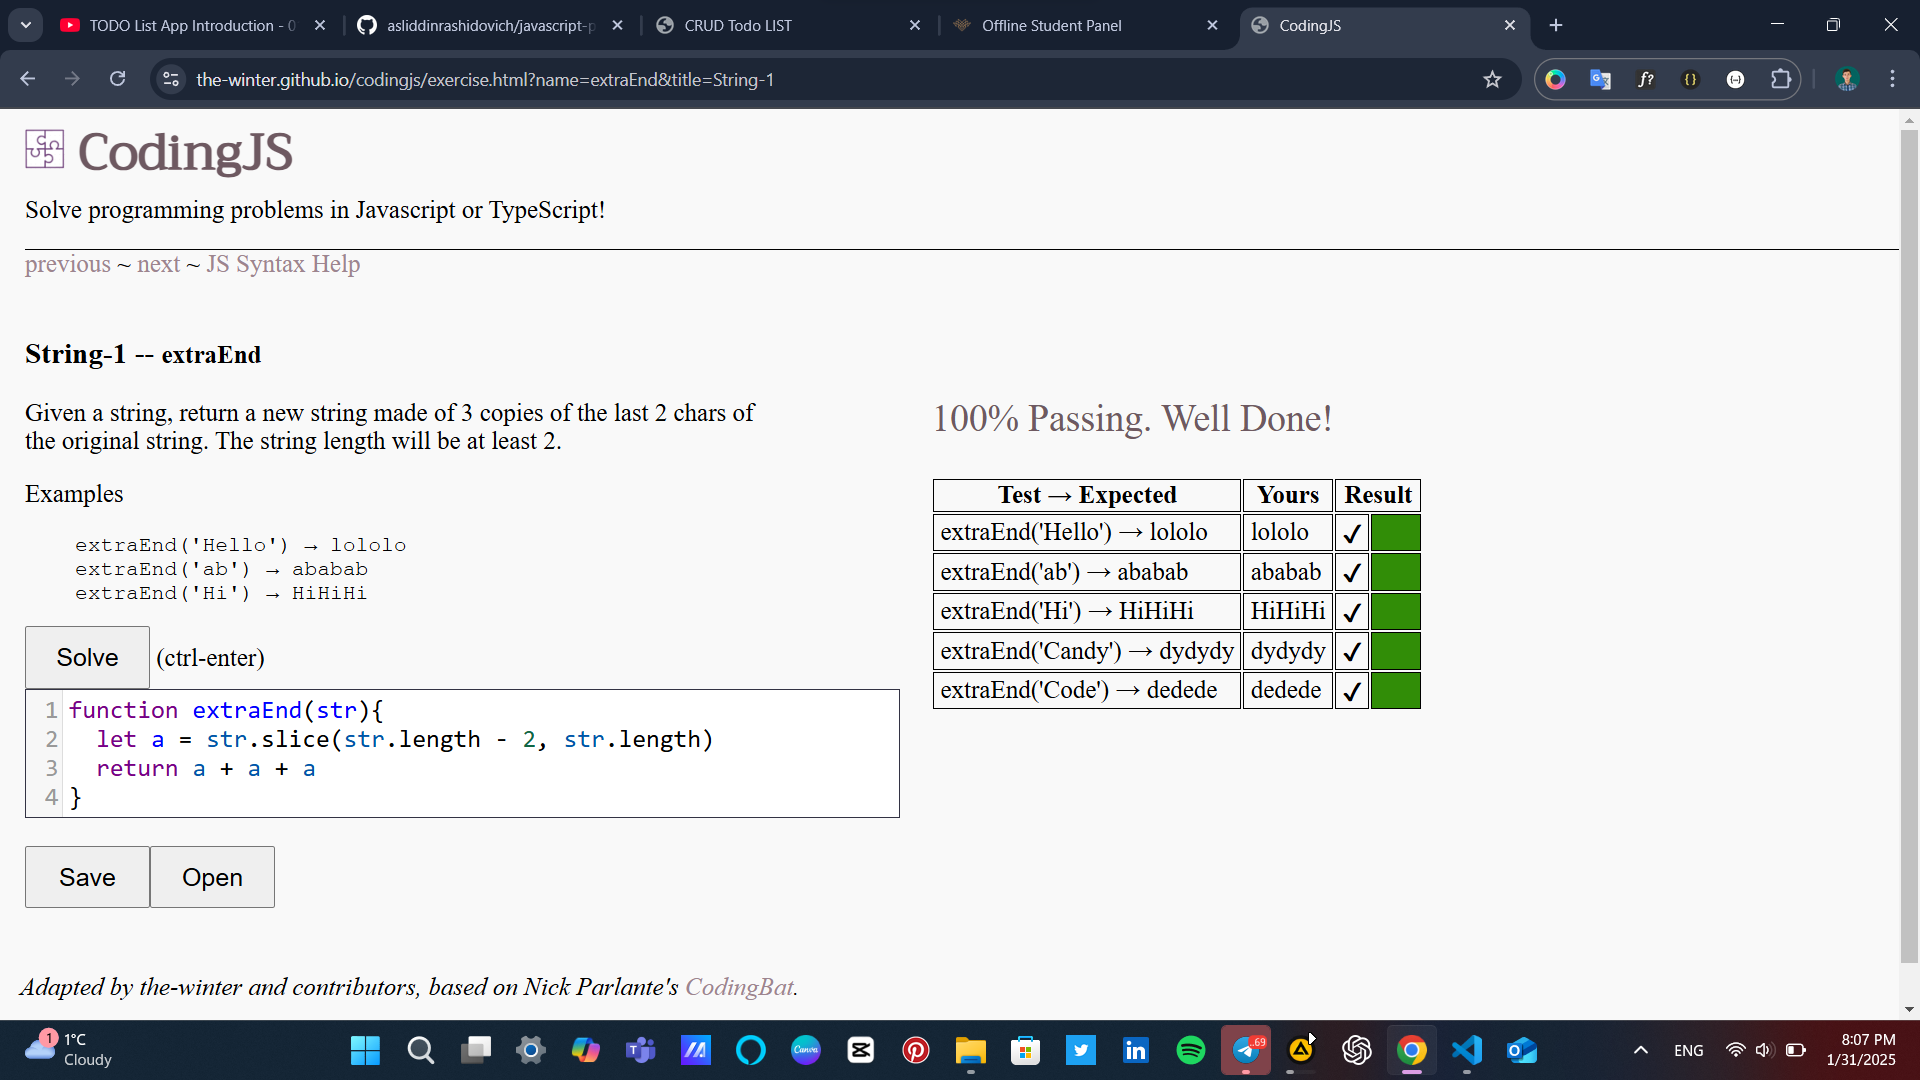 TODO List App Introduction - 0
asliddinrashidovich/javascript-p
CRUD Todo LIST
Offline Student Panel
CodingJS
the-winter.github.io/codingjs/exercise.html?name=extraEnd&title=String-1
CodingJS
Solve programming problems in Javascript or TypeScript!
previous ~ next ~ JS Syntax Help
String-1 -- extraEnd
Given a string, return a new string made of 3 copies of the last 2 chars of
the original string. The string length will be at least 2.
Examples
extraEnd('Hello') → lololo
extraEnd('ab') → ababab
extraEnd('Hi') → HiHiHi
Solve (ctrl-enter)
1 function extraEnd(str){
2 let a = str.slice(str.length - 2, str.length)
3 return a + a + a
4 }
Save Open
100% Passing. Well Done!
Test → Expected Yours Result
extraEnd('Hello') → lololo lololo ✔
extraEnd('ab') → ababab ababab ✔
extraEnd('Hi') → HiHiHi HiHiHi ✔
extraEnd('Candy') → dydydy dydydy ✔
extraEnd('Code') → dedede dedede ✔
Adapted by the-winter and contributors, based on Nick Parlante's CodingBat.
1
1°C
Cloudy
Canva
..69
ENG
8:07 PM
1/31/2025